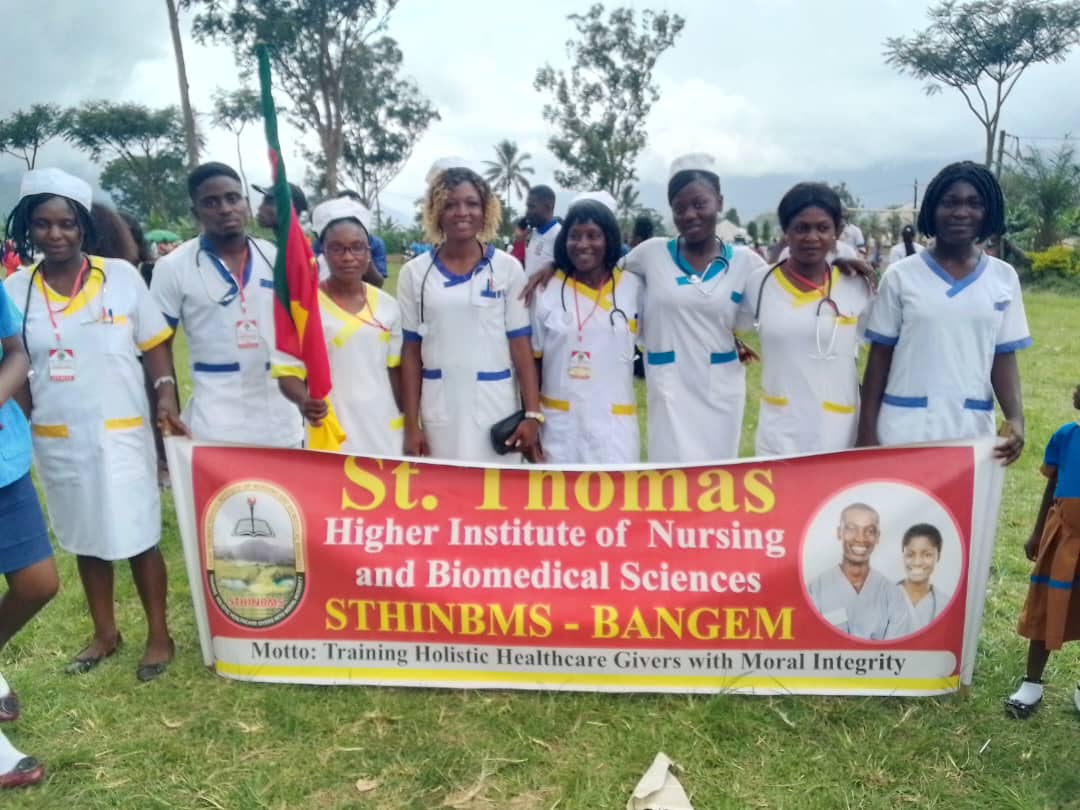 St. Thomas
Higher Institute of Nursing
and Biomedical Sciences
STHINBMS - BANGEM
Motto: Training Holistic Healthcare Givers with Moral Integrity
STHINBMS